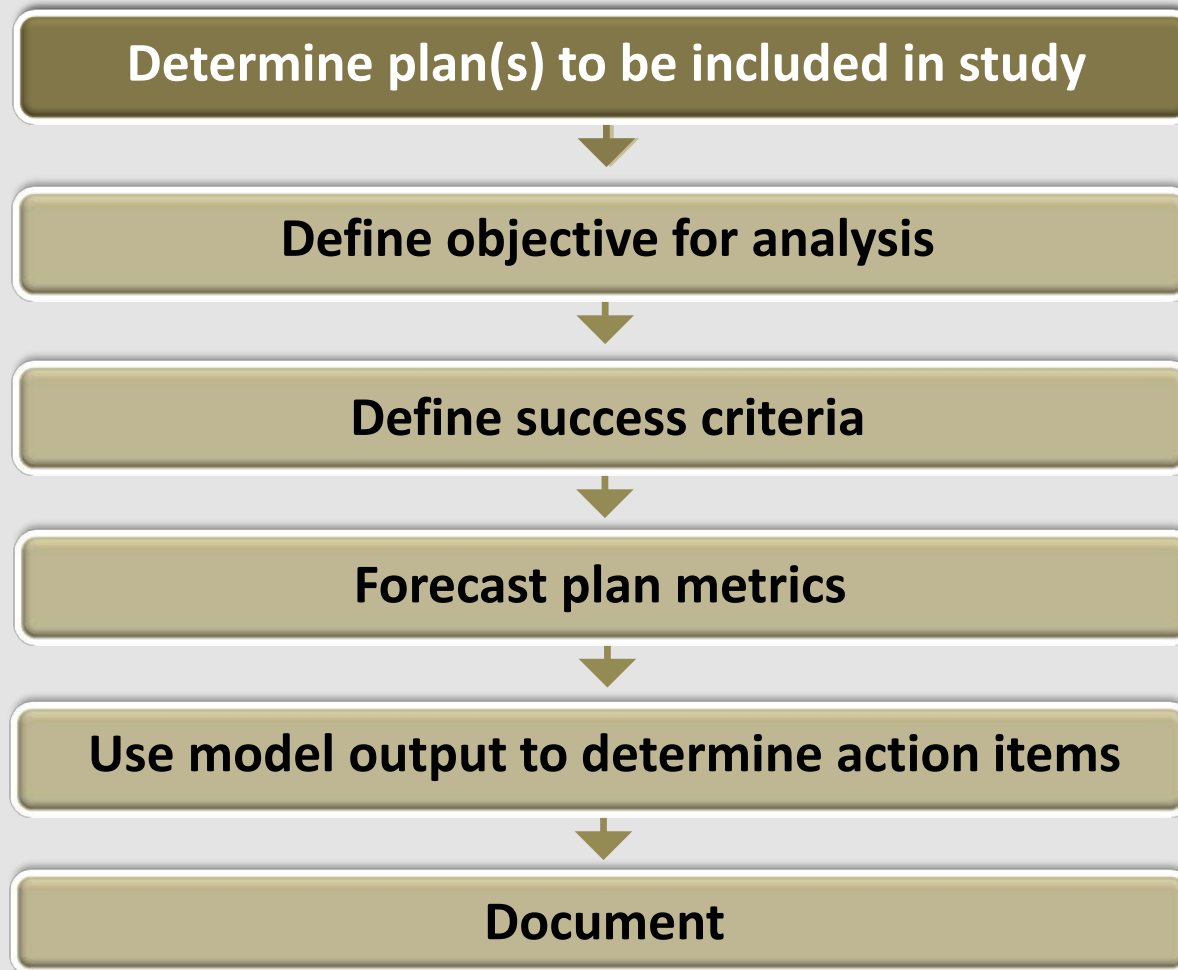 Determine plan(s) to be included in study
Define objective for analysis
Define success criteria
Forecast plan metrics
Use model output to determine action items
Document